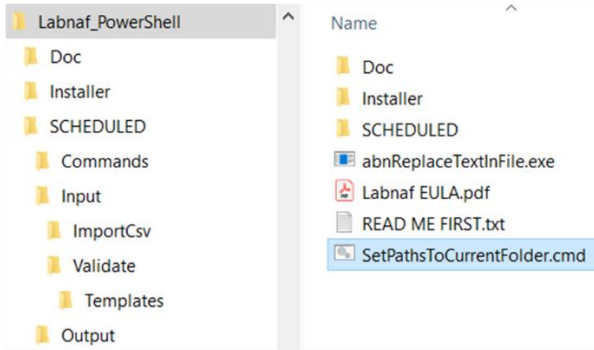 Labnaf_PowerShell
Doc
Installer
SCHEDULED
Commands
Input
ImportCsv
Validate
Templates
Output
Name
Doc
Installer
SCHEDULED
abnReplaceTextInFile.exe
Labnaf EULA.pdf
READ ME FIRST.txt
SetPathsToCurrentFolder.cmd